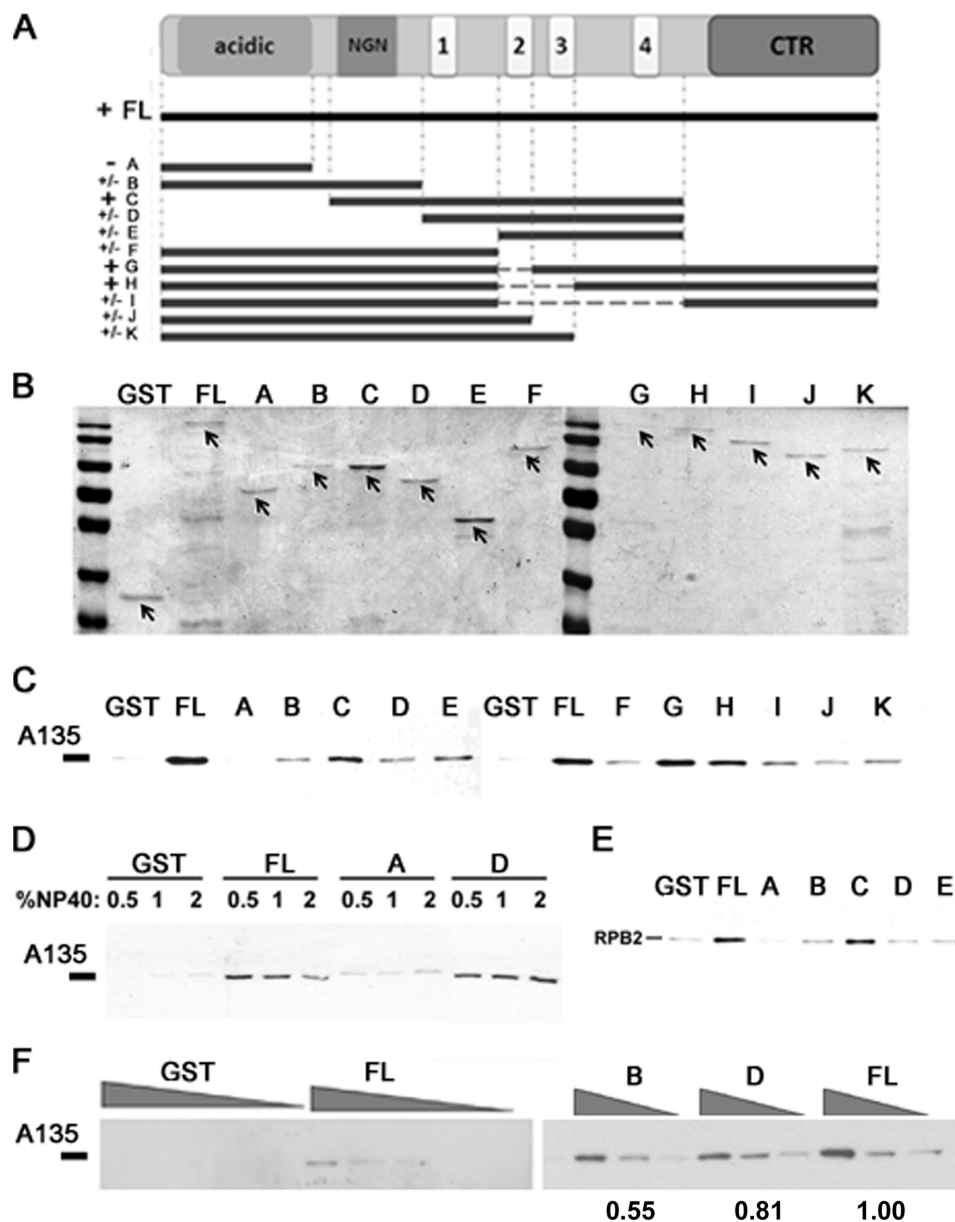 A
acidic NGN 1 2 3 4 CTR
+ FL
- A
+/- B
+ C
+/- D
+/- E
+/- F
+ G
+ H
+/- I
+/- J
+/- K
B
GST FL A B C D E F G H I J K
C
GST FL A B C D E GST FL F G H I J K
A135
D
GST FL A D
%NP40: 0.5 1 2 0.5 1 2 0.5 1 2 0.5 1 2
A135
E
GST FL A B C D E
RPB2
F
GST FL B D FL
A135
0.55 0.81 1.00